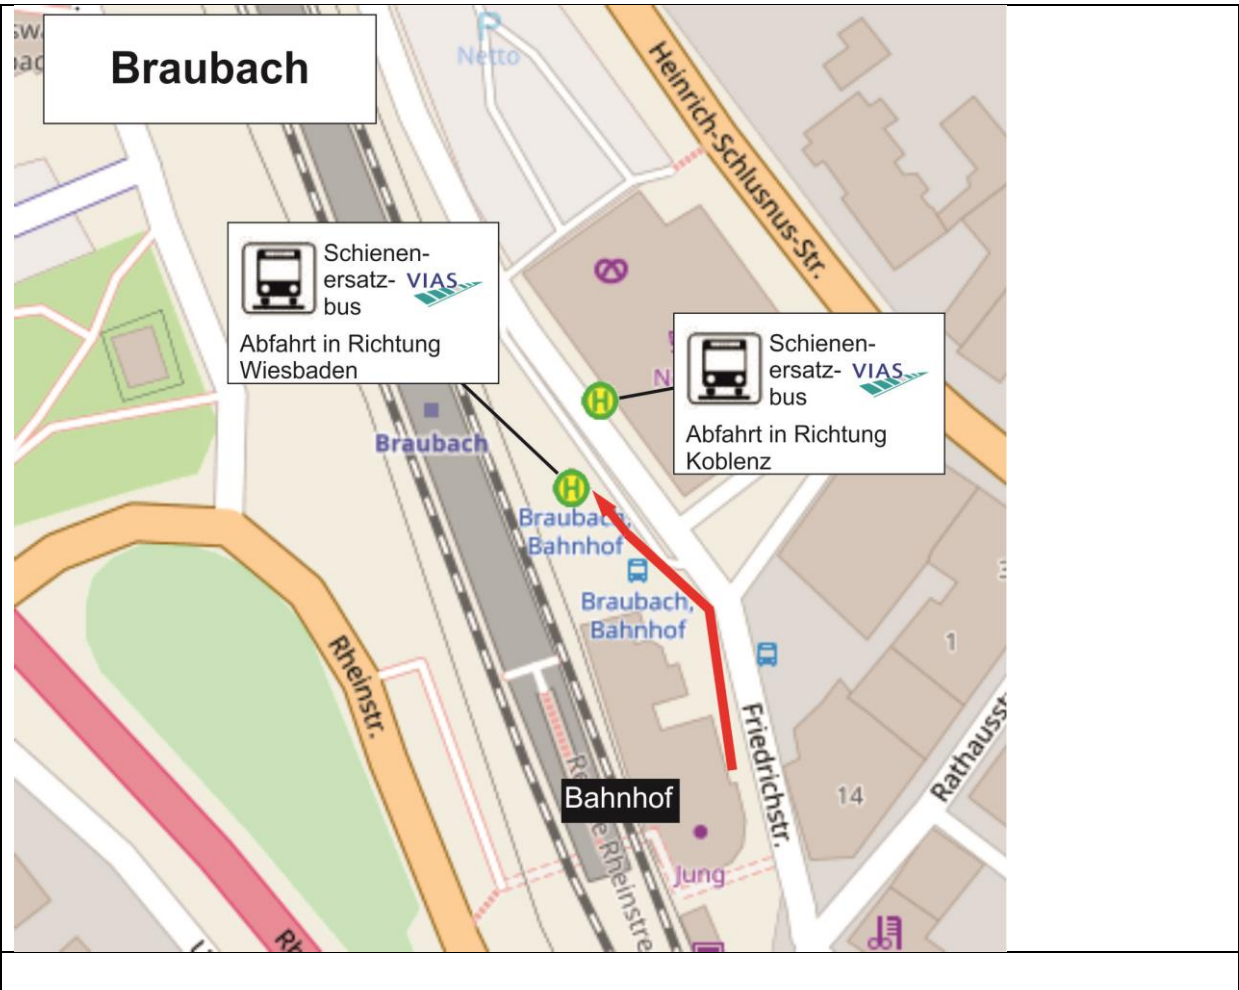 Braubach
P
Netto
Heinrich-Schlusnus-Str.
Schienen-
ersatz-
bus
VIAS
Abfahrt in Richtung
Wiesbaden
Schienen-
ersatz-
bus
VIAS
Abfahrt in Richtung
Koblenz
H
Braubach
H
Braubach,
Bahnhof
Braubach,
Bahnhof
1
Rheinstr.
Friedrichstr.
Rathausstr
14
Bahnhof
Jung